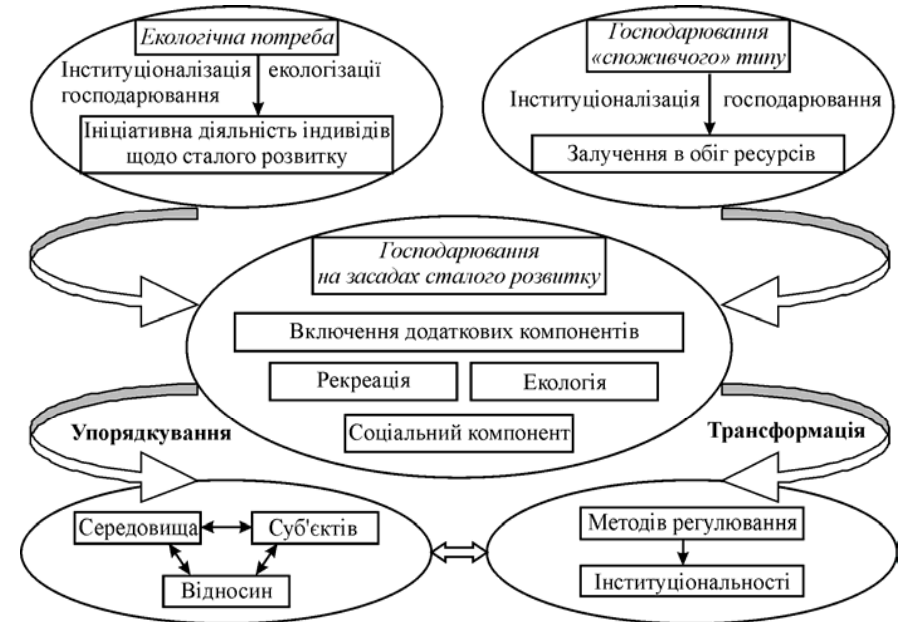 Екологічна потреба
Інституціоналізація екологізації
господарювання
Ініціативна діяльність індивідів
щодо сталого розвитку
Господарювання
«споживчого» типу
Інституціоналізація господарювання
Залучення в обіг ресурсів
Господарювання
на засадах сталого розвитку
Включення додаткових компонентів
Рекреація
Екологія
Соціальний компонент
Упорядкування
Трансформація
Середовища
Суб'єктів
Відносин
Методів регулювання
Інституціональності